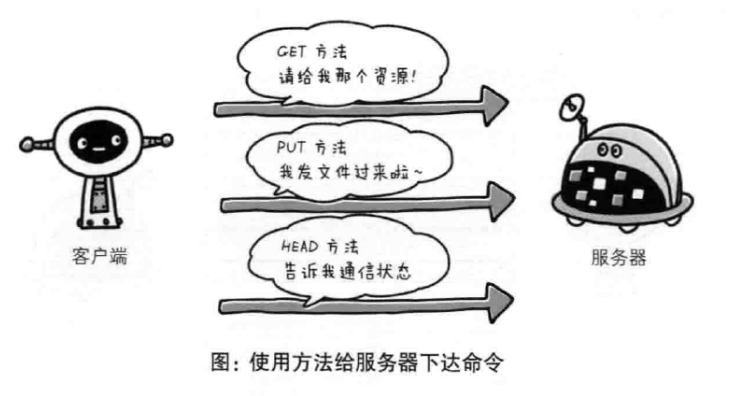 GET 方法
请给我那个资源!
PUT 方法
我发文件过来啦~
HEAD 方法
告诉我通信状态
客户端
服务器
图：使用方法给服务器下达命令